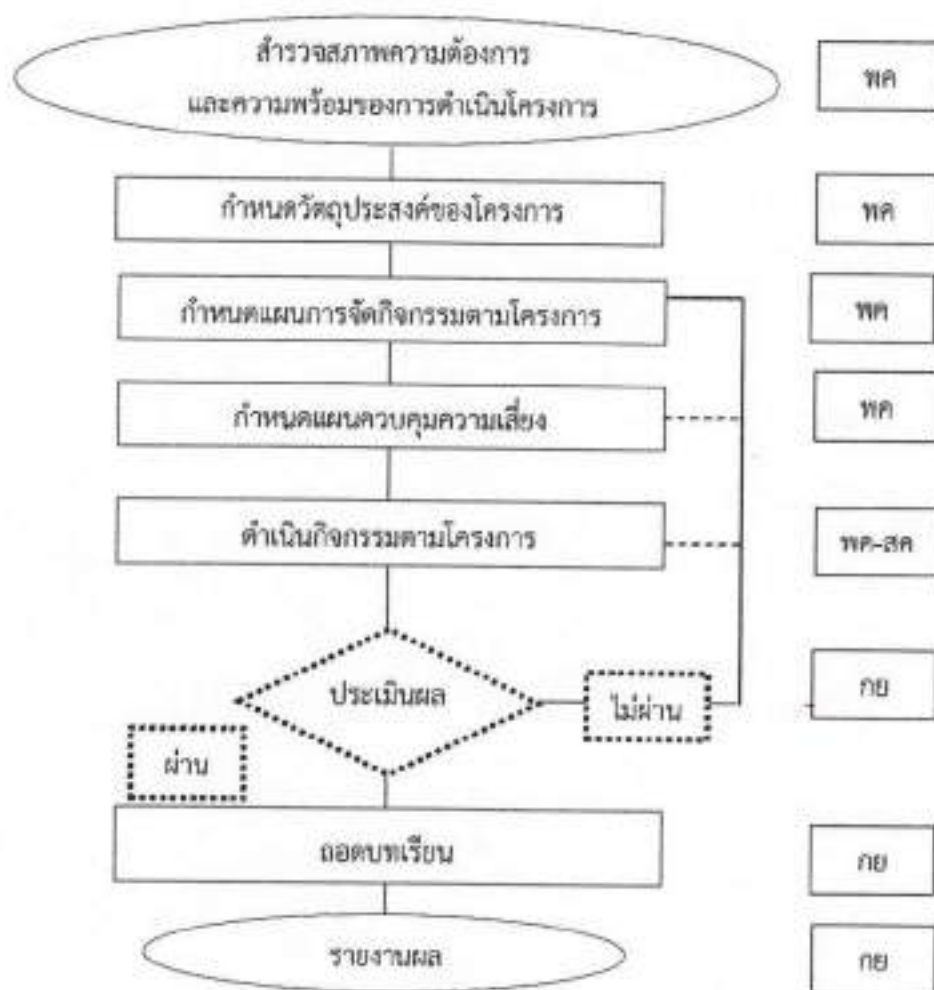 สำรวจสภาพความต้องการ
และความพร้อมของการดำเนินโครงการ
พค
กำหนดวัตถุประสงค์ของโครงการ
พค
กำหนดแผนการจัดกิจกรรมตามโครงการ
พค
กำหนดแผนควบคุมความเสี่ยง
พค
ดำเนินกิจกรรมตามโครงการ
พค-สค
ประเมินผล
ไม่ผ่าน
กย
ผ่าน
ถอดบทเรียน
กย
รายงานผล
กย